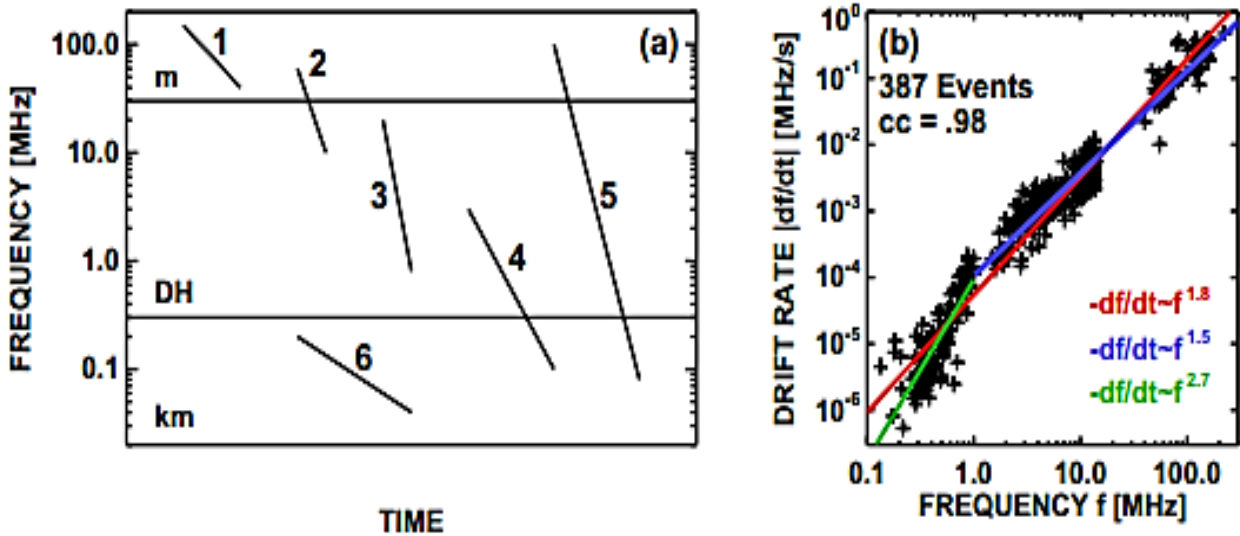 (a)
FREQUENCY [MHz]
100.0
10.0
1.0
0.1
m
DH
km
1
2
3
4
5
6
TIME
(b)
387 Events
cc = .98
DRIFT RATE |df/dt| [MHz/s]
10^0
10^-1
10^-2
10^-3
10^-4
10^-5
10^-6
-df/dt~f^1.8
-df/dt~f^1.5
-df/dt~f^2.7
0.1 1.0 10.0 100.0
FREQUENCY f [MHz]